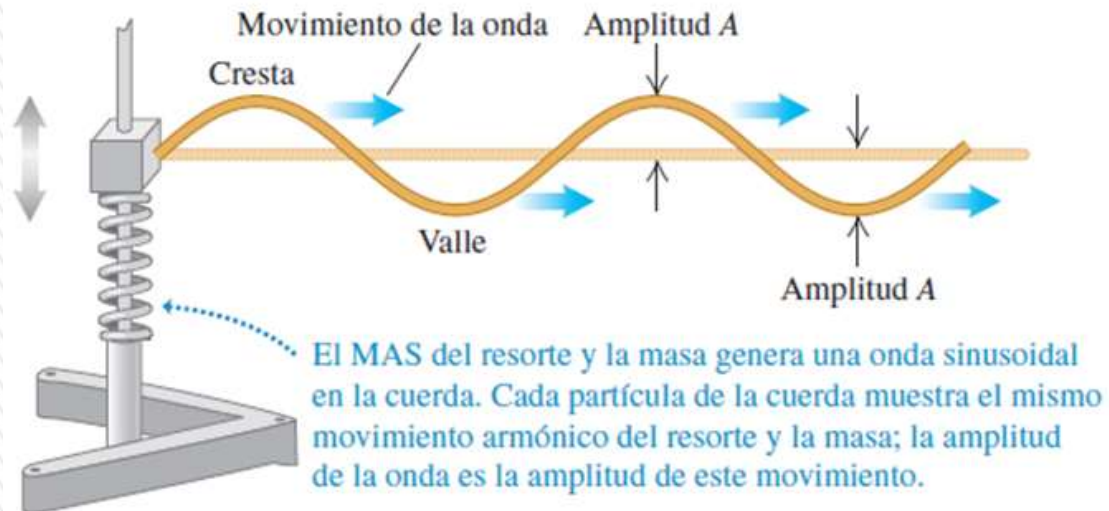 Movimiento de la onda
Amplitud A
Cresta
Valle
Amplitud A
El MAS del resorte y la masa genera una onda sinusoidal
en la cuerda. Cada partícula de la cuerda muestra el mismo
movimiento armónico del resorte y la masa; la amplitud
de la onda es la amplitud de este movimiento.